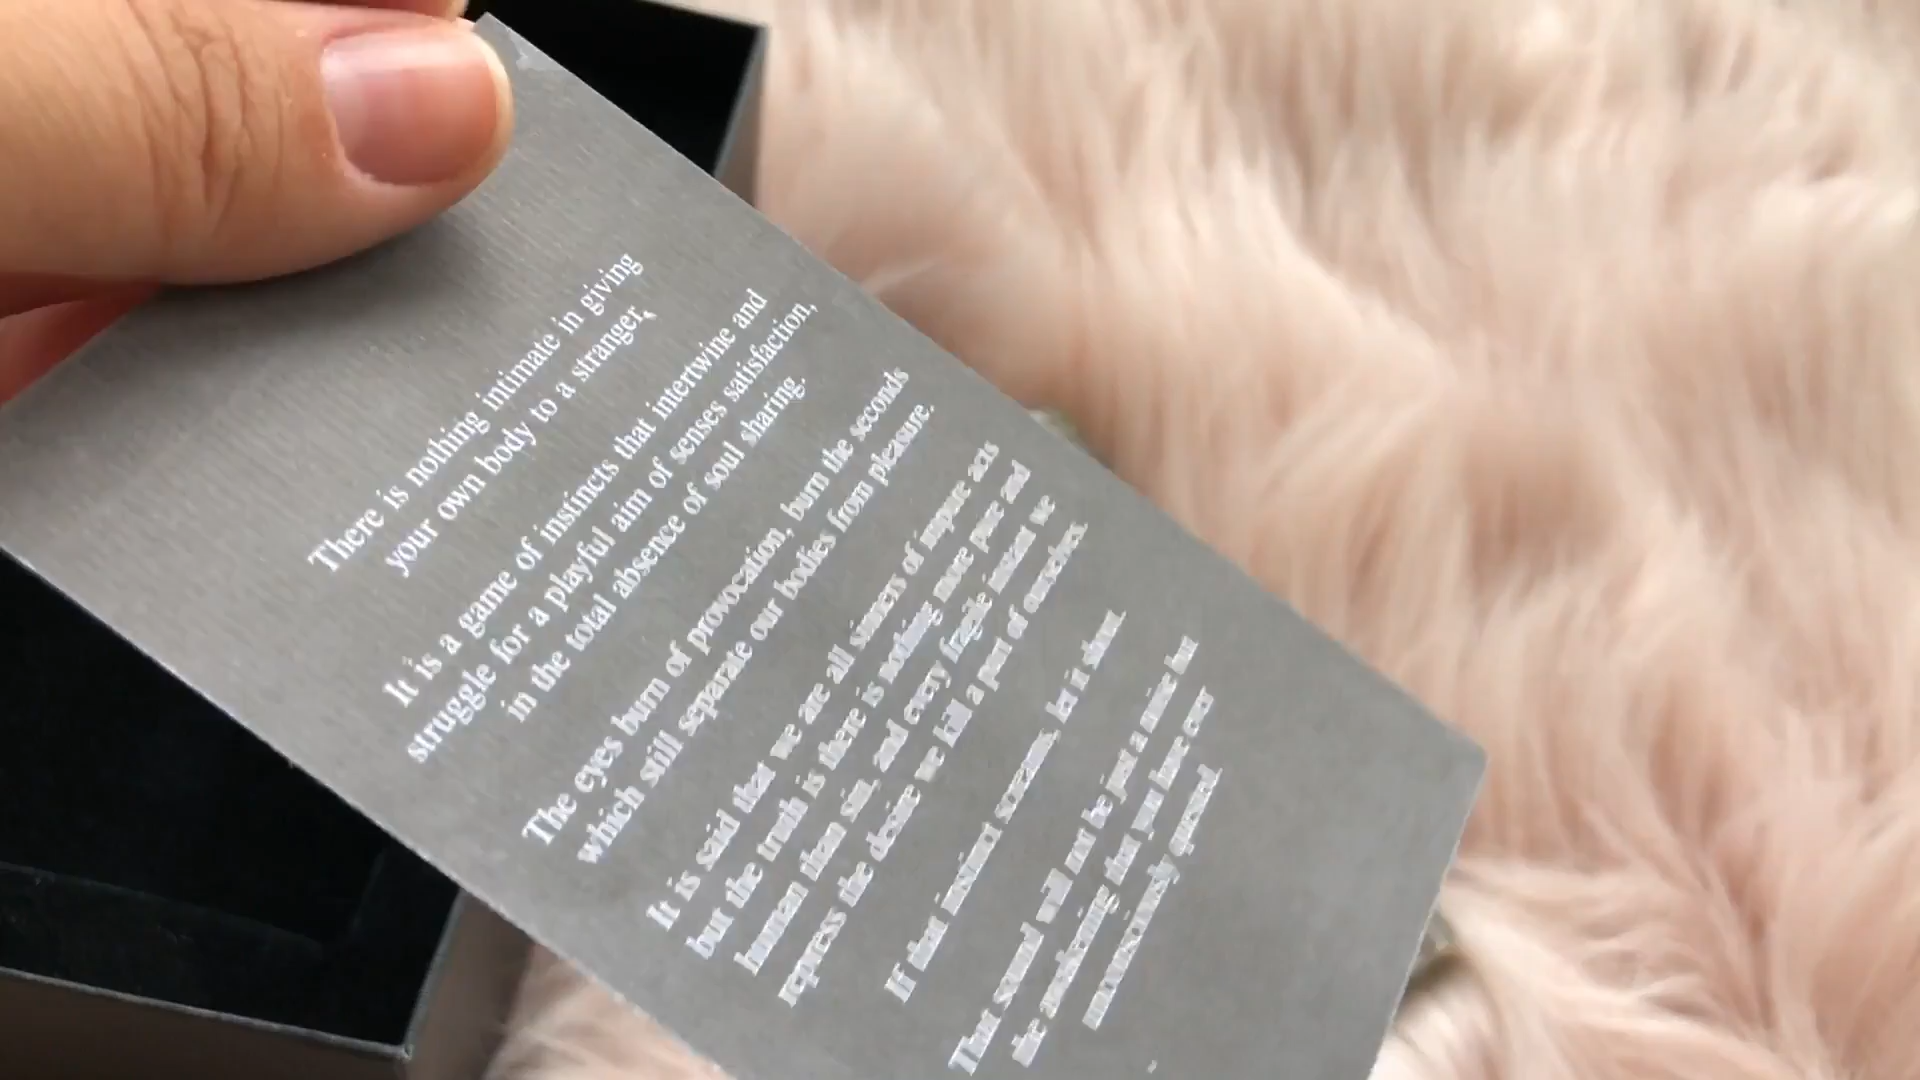 There is nothing intimate in giving
your own body to a stranger,
It is a game of instincts that intertwine and
struggle for a playful aim of senses satisfaction,
in the total absence of soul sharing.
The eyes burn of provocation, burn the seconds
which still separate our bodies from pleasure.
It is said that we are all sinners of impure acts
but the truth is there is nothing more pure and
human than sin, and every fragile instant we
repress the desire we kill a part of ourselves.
If that instinct screams, let it shout.
That sound will not be just a noise but
the awakening that you have ever
unconsciously quested.